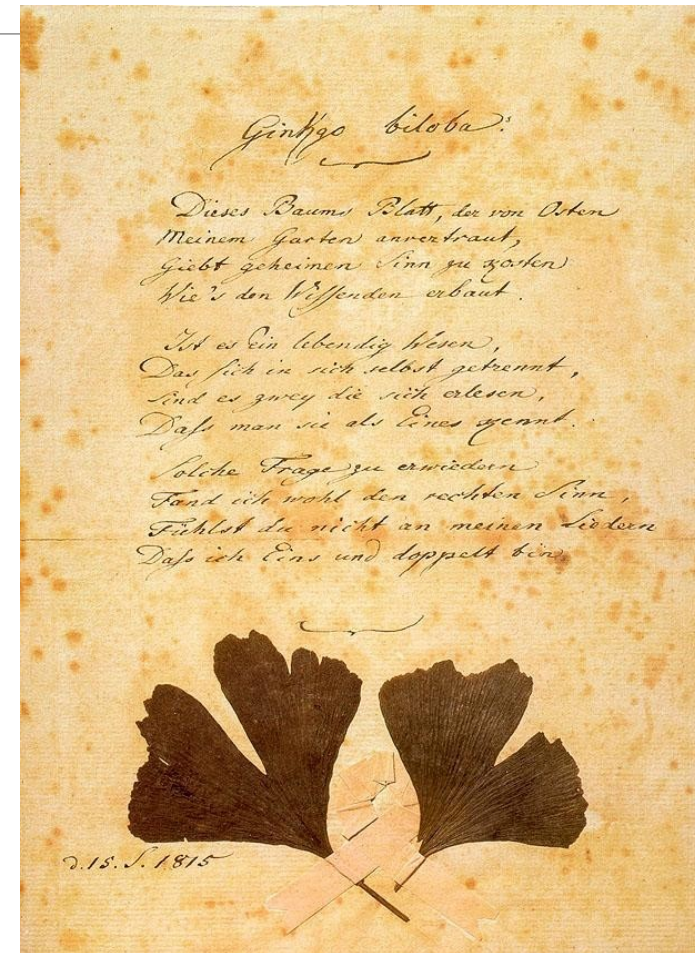 Ginkgo biloba.
Dieses Baums Blatt, der von Osten
Meinem Garten anvertraut,
Giebt geheimen Sinn zu kosten
Wie's den Wissenden erbaut.
Ist es Ein lebendig Wesen,
Das sich in sich selbst getrennt,
Sind es zwey die sich erlesen,
Dass man sie als Eines kennt.
Solche Frage zu erwiedern
Fand ich wohl den rechten Sinn,
Fühlst du nicht an meinen Liedern
Dass ich Eins und doppelt bin.
d. 15. S. 1815